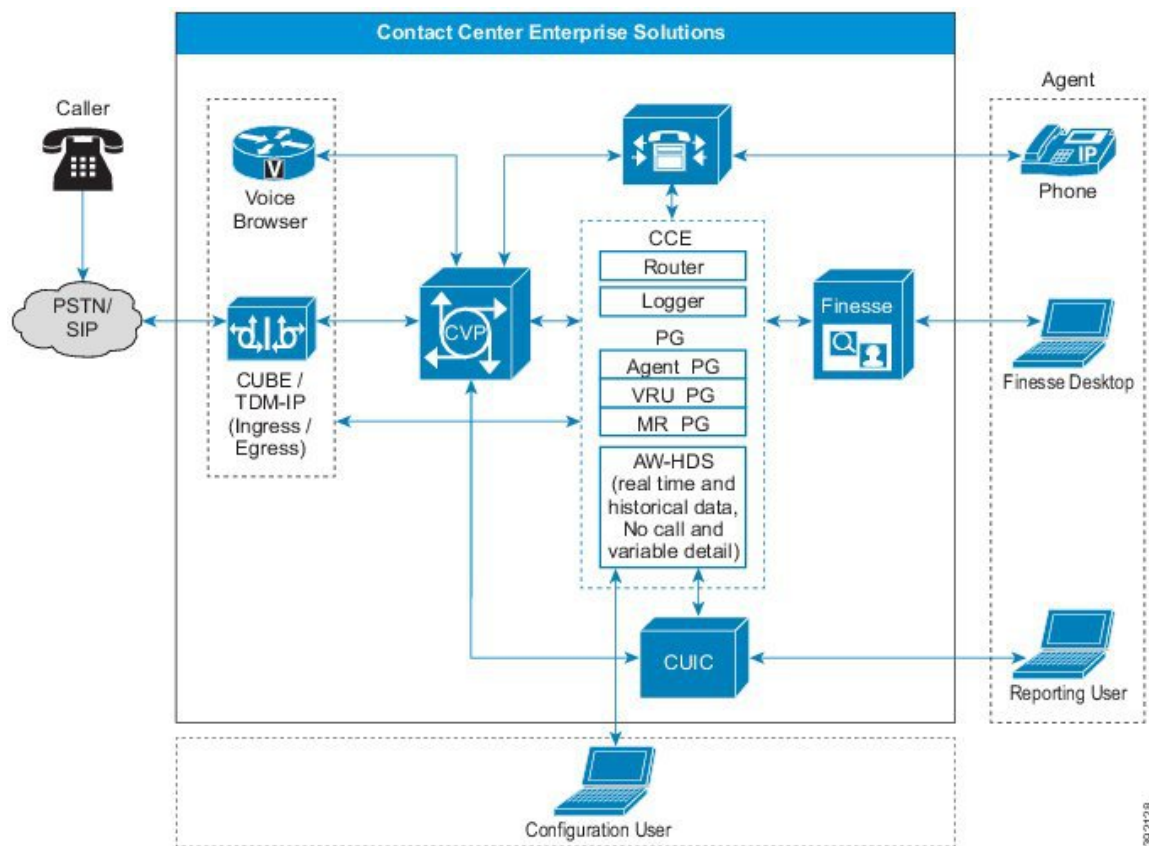 Contact Center Enterprise Solutions
Caller
Agent
V
Voice
Browser
IP
Phone
PSTN/
SIP
CUBE /
TDM-IP
(Ingress /
Egress)
CVP
CCE
Router
Logger
PG
Agent PG
VRU PG
MR PG
AW-HDS
(real time and
historical data,
No call and
variable detail)
Finesse
Finesse Desktop
CUIC
Reporting User
Configuration User
392128